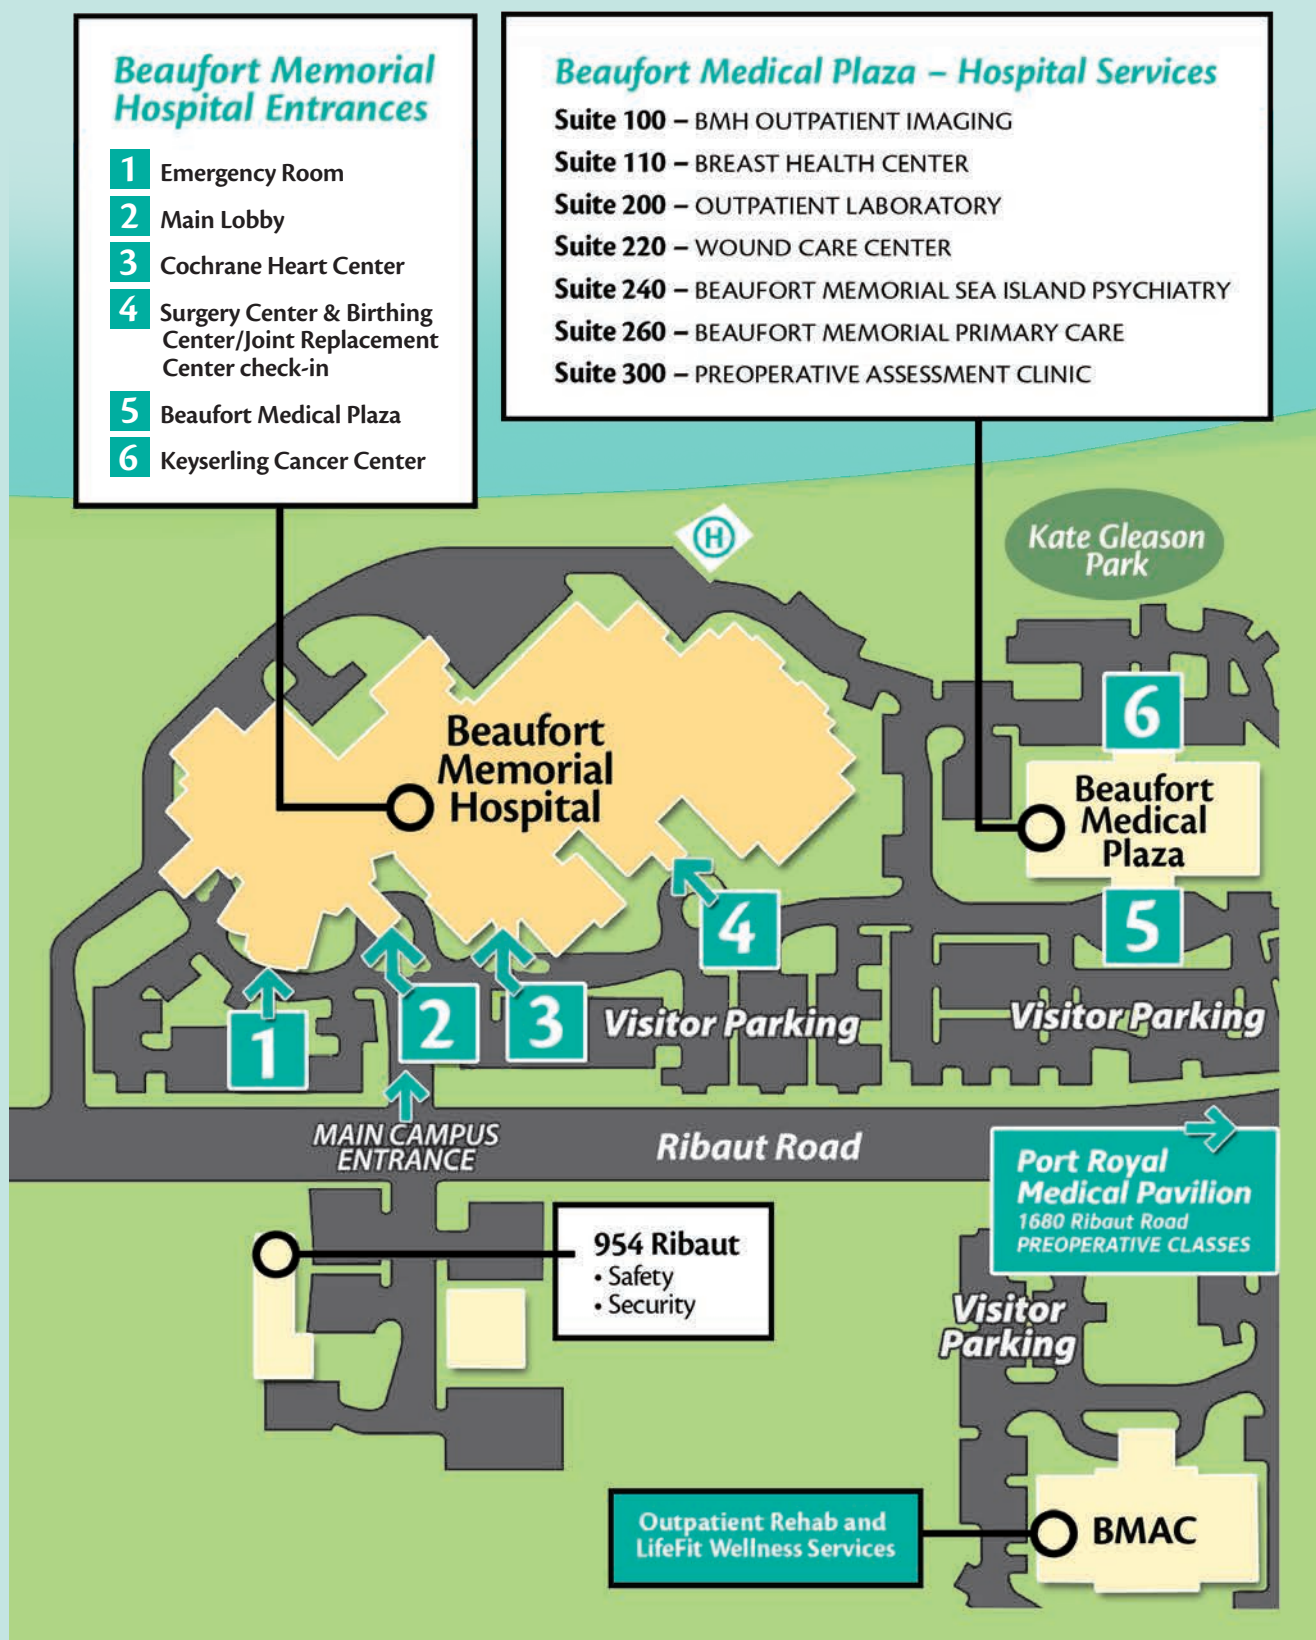 Beaufort Memorial
Hospital Entrances
1 Emergency Room
2 Main Lobby
3 Cochrane Heart Center
4 Surgery Center & Birthing
Center/Joint Replacement
Center check-in
5 Beaufort Medical Plaza
6 Keyserling Cancer Center
Beaufort Medical Plaza – Hospital Services
Suite 100 – BMH OUTPATIENT IMAGING
Suite 110 – BREAST HEALTH CENTER
Suite 200 – OUTPATIENT LABORATORY
Suite 220 – WOUND CARE CENTER
Suite 240 – BEAUFORT MEMORIAL SEA ISLAND PSYCHIATRY
Suite 260 – BEAUFORT MEMORIAL PRIMARY CARE
Suite 300 – PREOPERATIVE ASSESSMENT CLINIC
H
Kate Gleason
Park
6
Beaufort
Memorial
Hospital
Beaufort
Medical
Plaza
4
5
1
2
3
Visitor Parking
Visitor Parking
MAIN CAMPUS
ENTRANCE
Ribaut Road
Port Royal
Medical Pavilion
1680 Ribaut Road
PREOPERATIVE CLASSES
954 Ribaut
• Safety
• Security
Visitor
Parking
Outpatient Rehab and
LifeFit Wellness Services
BMAC